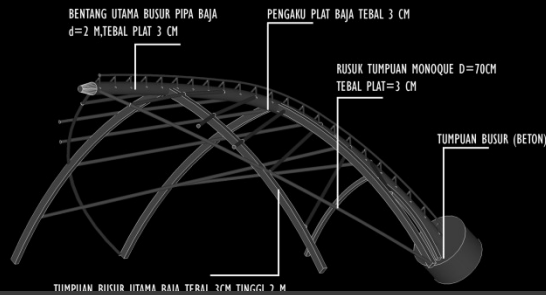 BENTANG UTAMA BUSUR PIPA BAJA
d=2 M,TEBAL PLAT 3 CM
PENGAKU PLAT BAJA TEBAL 3 CM
RUSUK TUMPUAN MONOQUE D=70CM
TEBAL PLAT=3 CM
TUMPUAN BUSUR (BETON)
TUMPUAN BUSUR UTAMA BAJA TEBAL 3CM TINGGI 2 M